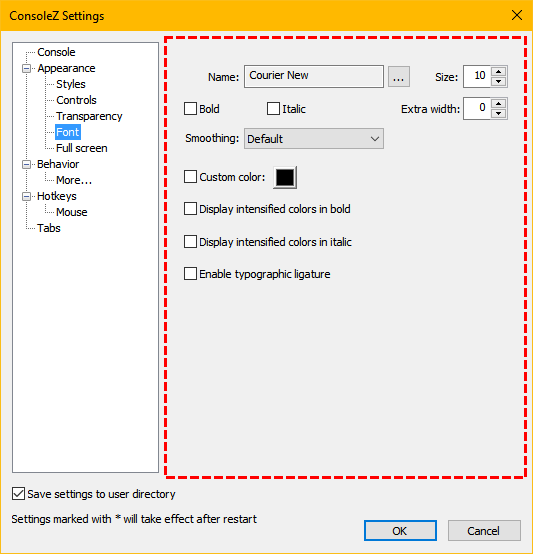 ConsoleZ Settings
Console
Appearance
Styles
Controls
Transparency
Font
Full screen
Behavior
More...
Hotkeys
Mouse
Tabs
Name: Courier New ... Size: 10
Bold Italic Extra width: 0
Smoothing: Default
Custom color:
Display intensified colors in bold
Display intensified colors in italic
Enable typographic ligature
Save settings to user directory
Settings marked with * will take effect after restart
OK Cancel